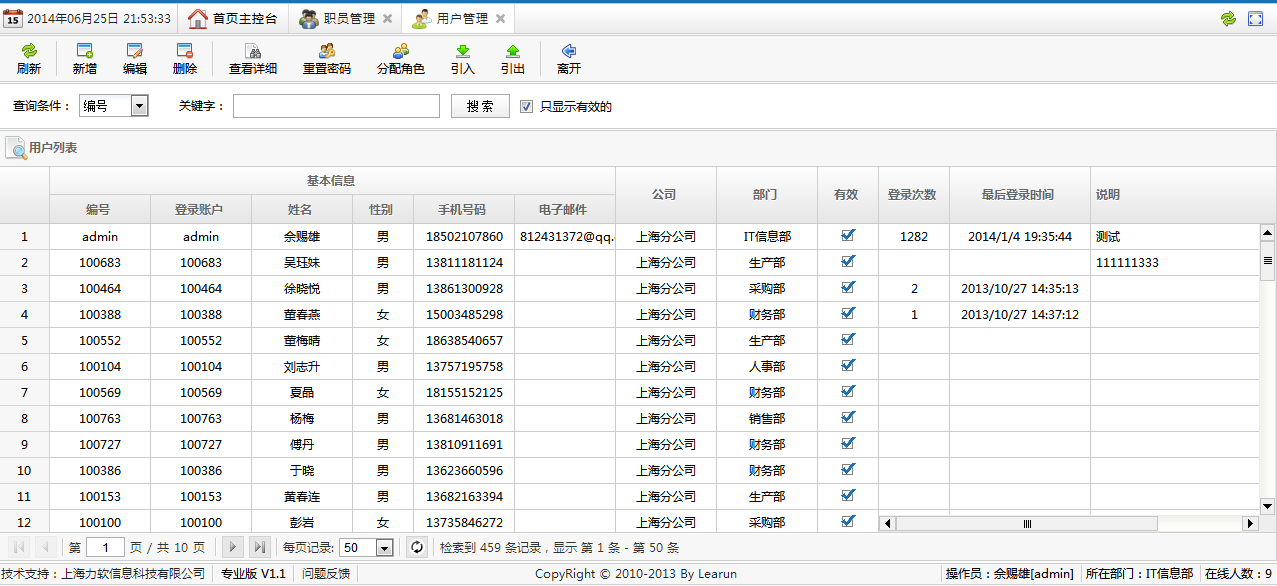 15 2014年06月25日 21:53:33 首页主控台 职员管理 用户管理
刷新 新增 编辑 删除 查看详细 重置密码 分配角色 引入 引出 离开
查询条件： 编号 关键字： 搜 索 只显示有效的
用户列表
基本信息 公司 部门 有效 登录次数 最后登录时间 说明
编号 登录账户 姓名 性别 手机号码 电子邮件
1 admin admin 佘赐雄 男 18502107860 812431372@qq. 上海分公司 IT信息部 1282 2014/1/4 19:35:44 测试
2 100683 100683 吴珏妹 男 13811181124 上海分公司 生产部 111111333
3 100464 100464 徐晓悦 男 13861300928 上海分公司 采购部 2 2013/10/27 14:35:13
4 100388 100388 董春燕 女 15003485298 上海分公司 财务部 1 2013/10/27 14:37:12
5 100552 100552 董梅晴 女 18638540657 上海分公司 生产部
6 100104 100104 刘志升 男 13757195758 上海分公司 人事部
7 100569 100569 夏晶 女 18155152125 上海分公司 财务部
8 100763 100763 杨梅 男 13681463018 上海分公司 销售部
9 100727 100727 傅丹 男 13810911691 上海分公司 财务部
10 100386 100386 于晓 男 13623660596 上海分公司 财务部
11 100153 100153 黄春连 男 13682163394 上海分公司 生产部
12 100100 100100 彭岩 女 13735846272 上海分公司 采购部
第 1 页 / 共 10 页 每页记录: 50 检索到 459 条记录，显示 第 1 条 - 第 50 条
技术支持：上海力软信息科技有限公司 专业版 V1.1 问题反馈 CopyRight © 2010-2013 By Learun 操作员：佘赐雄[admin] 所在部门：IT信息部 在线人数：9